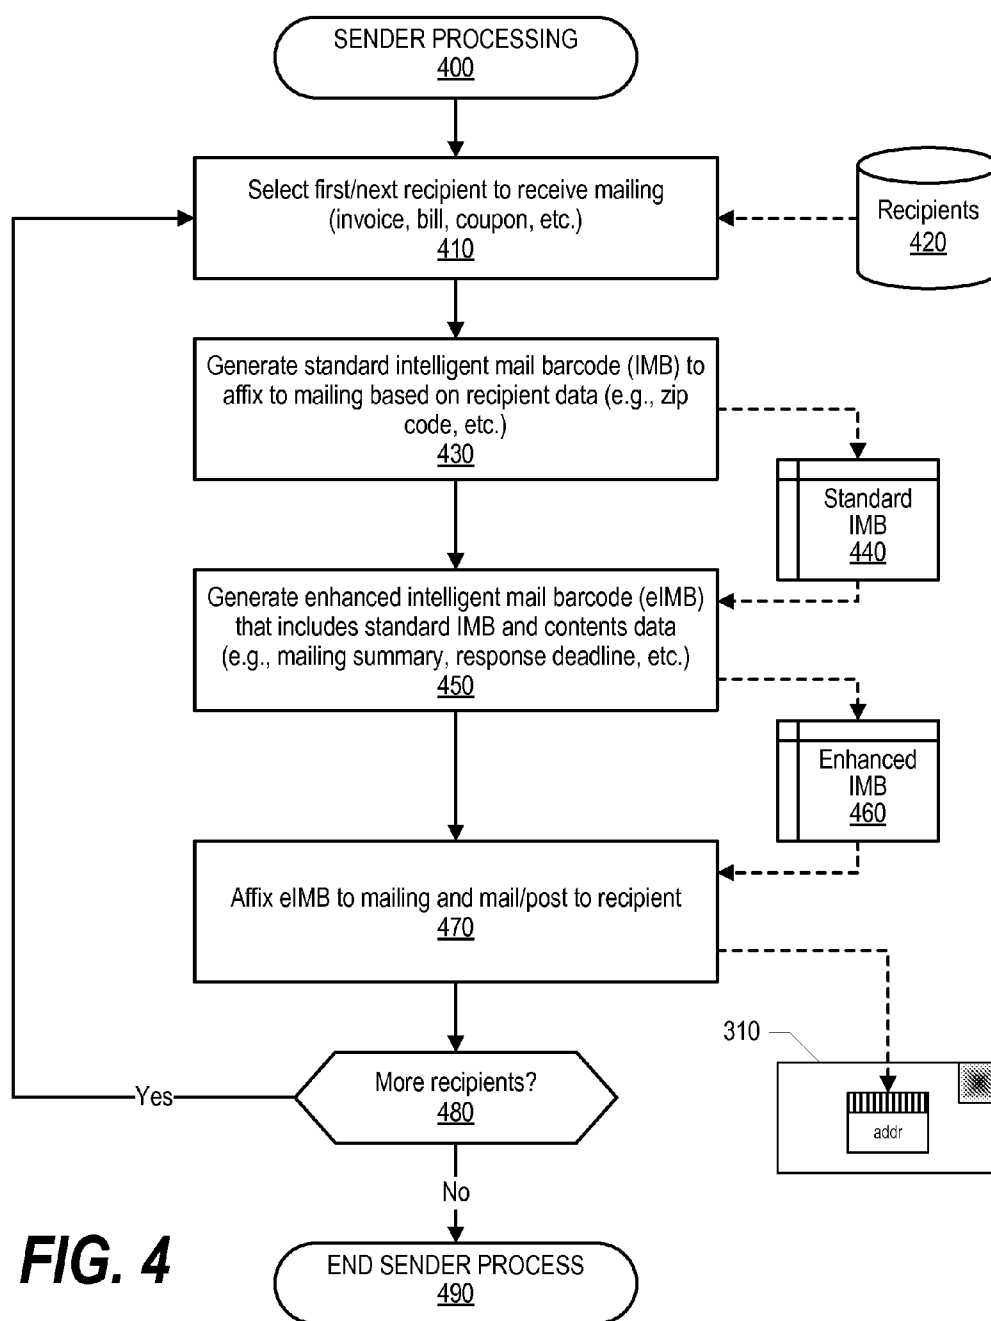 SENDER PROCESSING
400
Select first/next recipient to receive mailing
(invoice, bill, coupon, etc.)
410
Recipients
420
Generate standard intelligent mail barcode (IMB) to
affix to mailing based on recipient data (e.g., zip
code, etc.)
430
Standard
IMB
440
Generate enhanced intelligent mail barcode (eIMB)
that includes standard IMB and contents data
(e.g., mailing summary, response deadline, etc.)
450
Enhanced
IMB
460
Affix eIMB to mailing and mail/post to recipient
470
310
More recipients?
480
Yes
addr
No
FIG. 4
END SENDER PROCESS
490